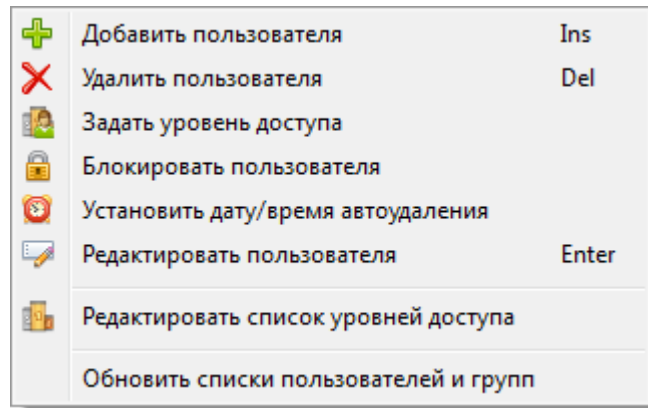 Добавить пользователя Ins
Удалить пользователя Del
Задать уровень доступа
Блокировать пользователя
Установить дату/время автоудаления
Редактировать пользователя Enter
Редактировать список уровней доступа
Обновить списки пользователей и групп